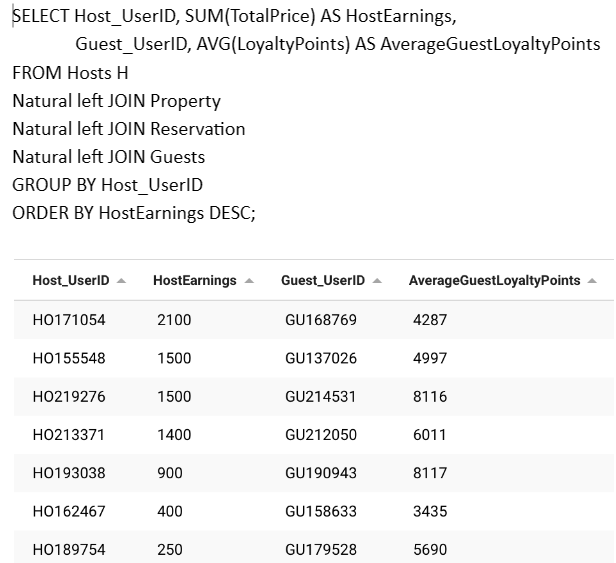 SELECT Host_UserID, SUM(TotalPrice) AS HostEarnings,
Guest_UserID, AVG(LoyaltyPoints) AS AverageGuestLoyaltyPoints
FROM Hosts H
Natural left JOIN Property
Natural left JOIN Reservation
Natural left JOIN Guests
GROUP BY Host_UserID
ORDER BY HostEarnings DESC;
Host_UserID HostEarnings Guest_UserID AverageGuestLoyaltyPoints
HO171054 2100 GU168769 4287
HO155548 1500 GU137026 4997
HO219276 1500 GU214531 8116
HO213371 1400 GU212050 6011
HO193038 900 GU190943 8117
HO162467 400 GU158633 3435
HO189754 250 GU179528 5690